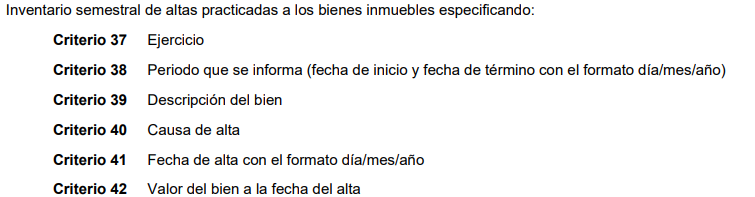 Inventario semestral de altas practicadas a los bienes inmuebles especificando:
Criterio 37 Ejercicio
Criterio 38 Periodo que se informa (fecha de inicio y fecha de término con el formato día/mes/año)
Criterio 39 Descripción del bien
Criterio 40 Causa de alta
Criterio 41 Fecha de alta con el formato día/mes/año
Criterio 42 Valor del bien a la fecha del alta